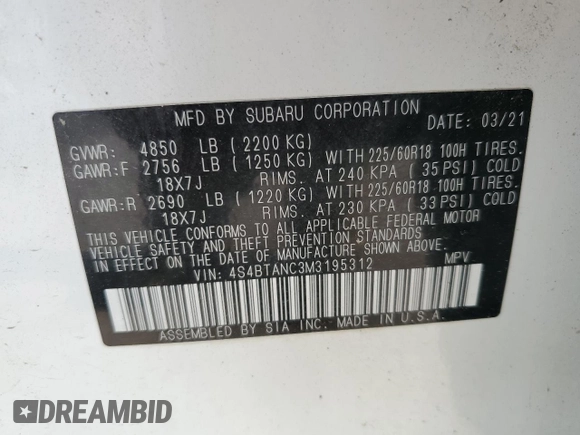 MFD BY SUBARU CORPORATION DATE: 03/21
GVWR: 4850 LB ( 2200 KG)
GAWR:F 2756 LB ( 1250 KG) WITH 225/60R18 100H TIRES.
18X7J RIMS. AT 240 KPA ( 35 PSI) COLD
GAWR:R 2690 LB ( 1220 KG) WITH 225/60R18 100H TIRES.
18X7J RIMS. AT 230 KPA ( 33 PSI) COLD
THIS VEHICLE CONFORMS TO ALL APPLICABLE FEDERAL MOTOR
VEHICLE SAFETY AND THEFT PREVENTION STANDARDS
IN EFFECT ON THE DATE OF MANUFACTURE SHOWN ABOVE.
VIN: 4S4BTANC3M3195312 MPV
ASSEMBLED BY SIA INC. MADE IN U.S.A.
DREAMBID